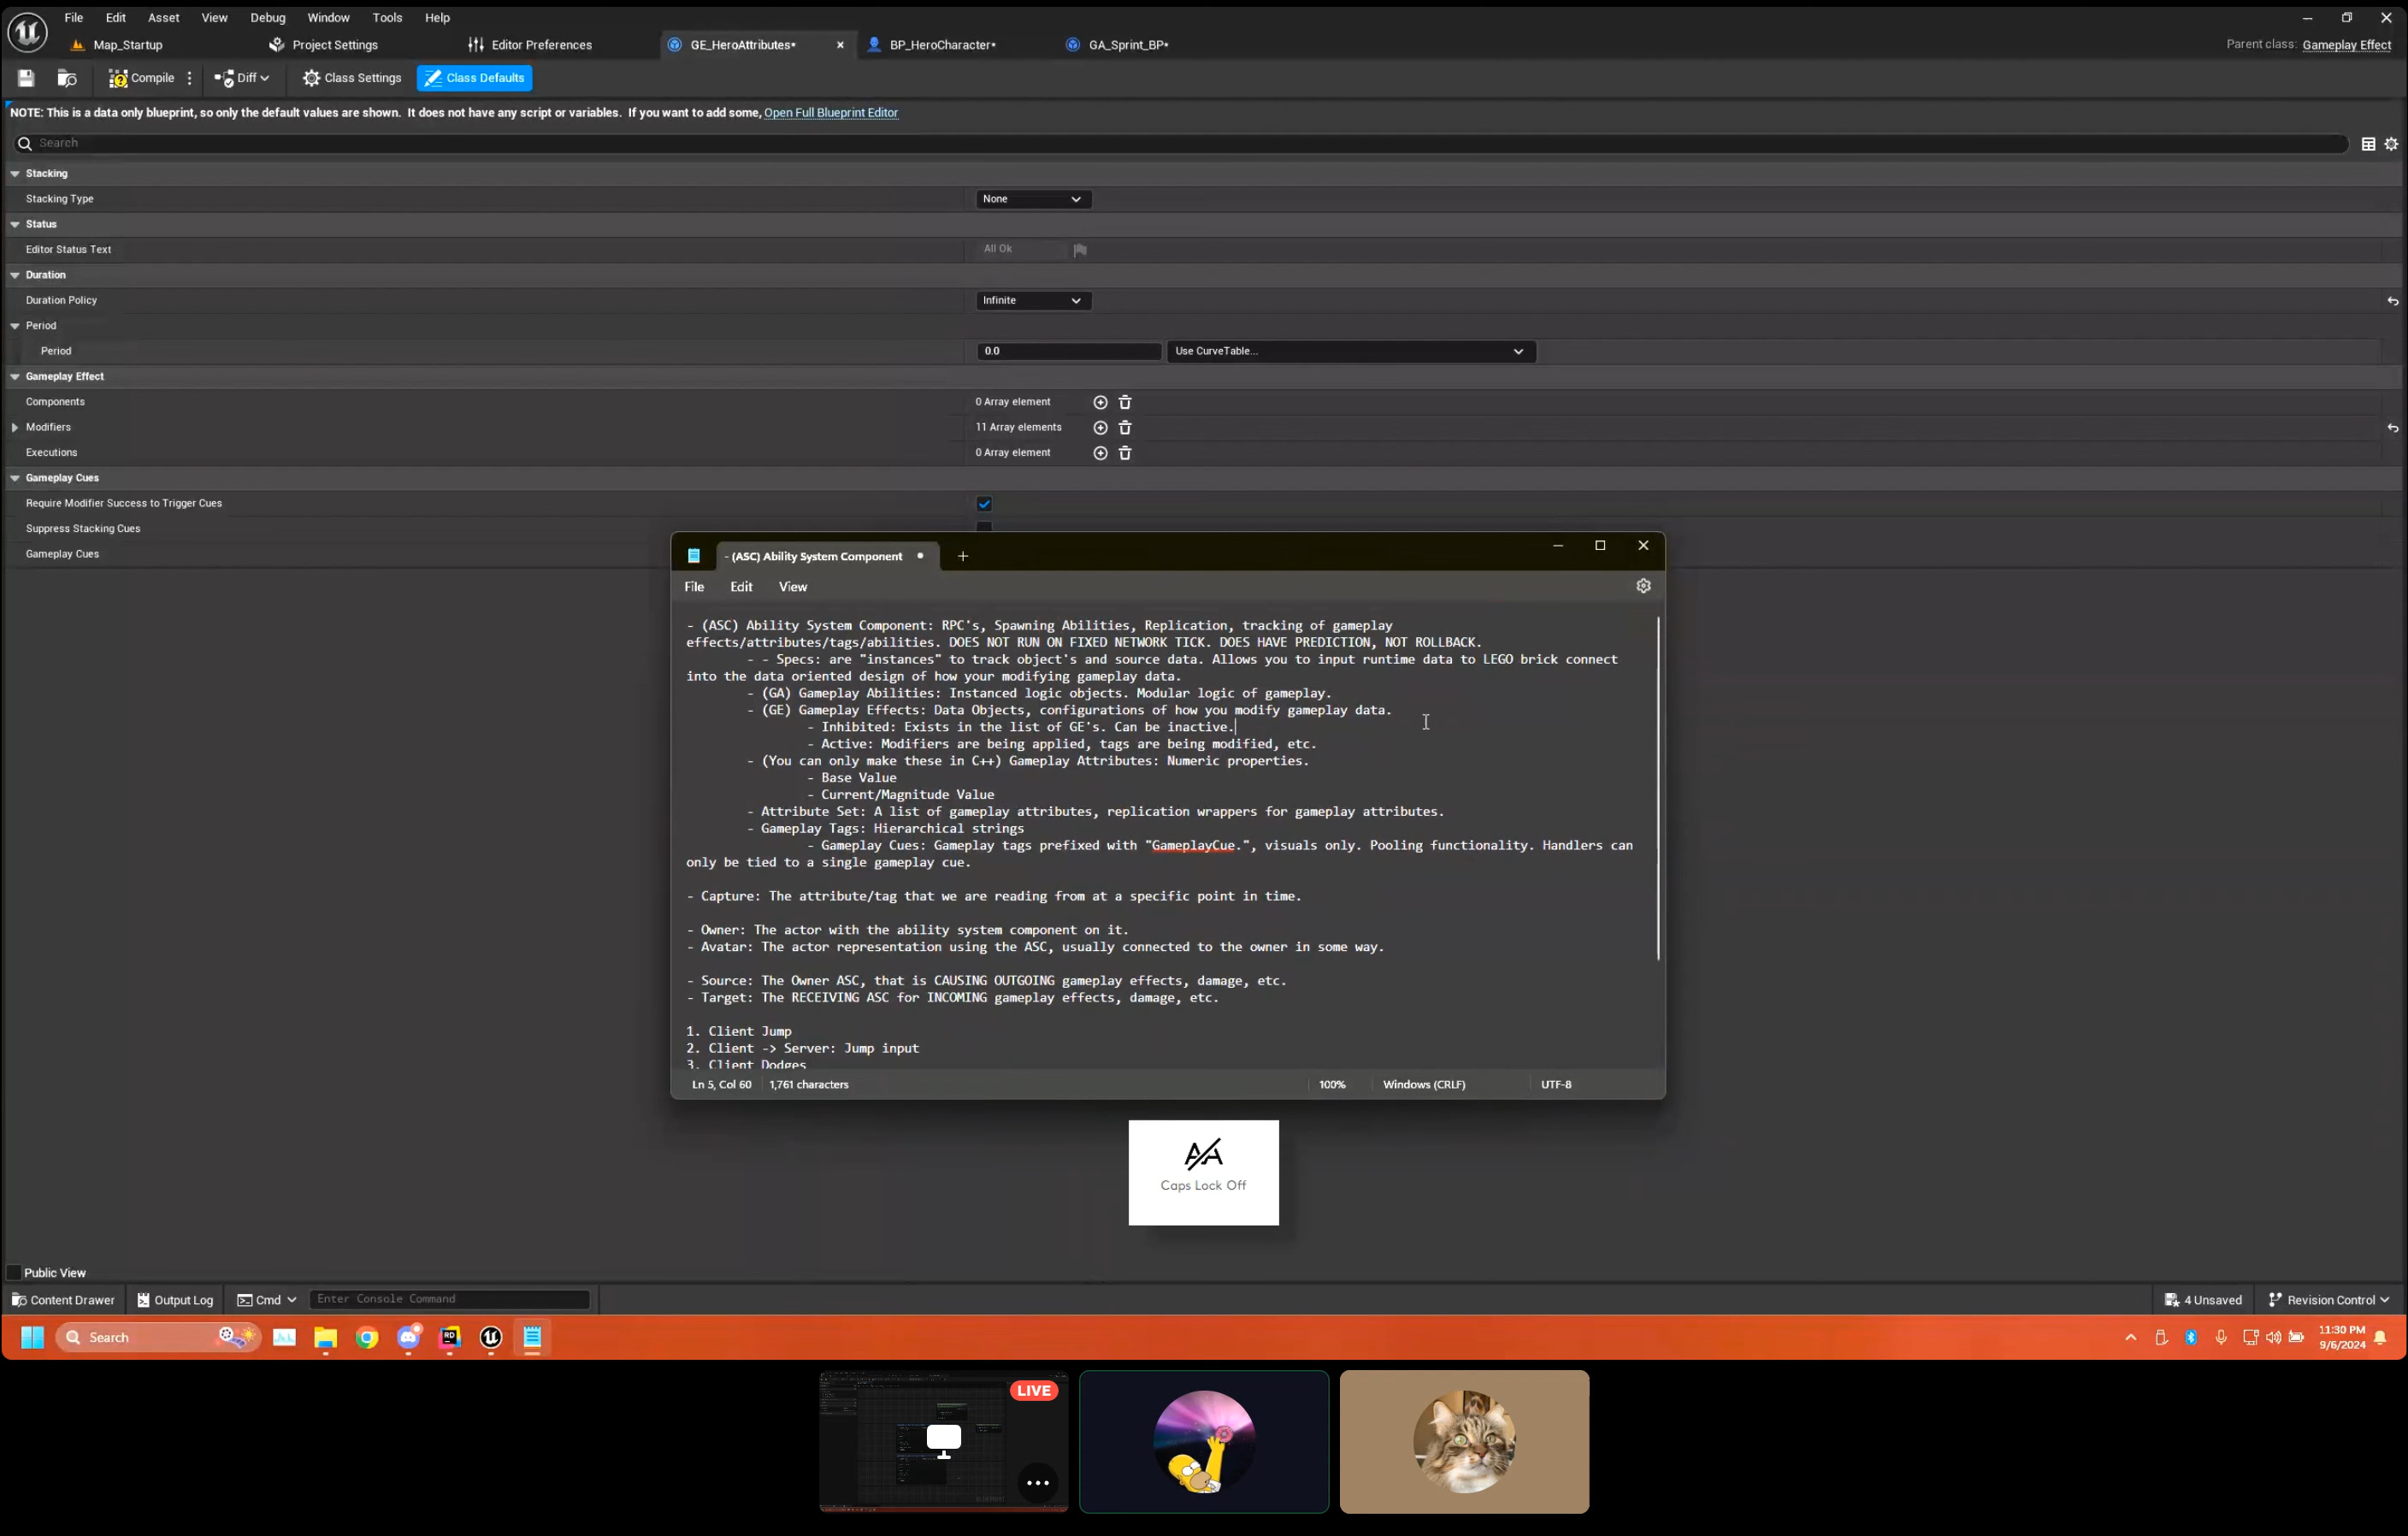 File Edit Asset View Debug Window Tools Help
Map_Startup Project Settings Editor Preferences GE_HeroAttributes* BP_HeroCharacter* GA_Sprint_BP* Parent class: Gameplay Effect
Compile Diff Class Settings Class Defaults
NOTE: This is a data only blueprint, so only the default values are shown. It does not have any script or variables. If you want to add some, Open Full Blueprint Editor
Search
Stacking
Stacking Type None
Status
Editor Status Text All Ok
Duration
Duration Policy Infinite
Period
Period 0.0 Use CurveTable...
Gameplay Effect
Components 0 Array element
Modifiers 11 Array elements
Executions 0 Array element
Gameplay Cues
Require Modifier Success to Trigger Cues
Suppress Stacking Cues
Gameplay Cues
- (ASC) Ability System Component
File Edit View
- (ASC) Ability System Component: RPC's, Spawning Abilities, Replication, tracking of gameplay
effects/attributes/tags/abilities. DOES NOT RUN ON FIXED NETWORK TICK. DOES HAVE PREDICTION, NOT ROLLBACK.
- - Specs: are "instances" to track object's and source data. Allows you to input runtime data to LEGO brick connect
into the data oriented design of how your modifying gameplay data.
- (GA) Gameplay Abilities: Instanced logic objects. Modular logic of gameplay.
- (GE) Gameplay Effects: Data Objects, configurations of how you modify gameplay data.
- Inhibited: Exists in the list of GE's. Can be inactive.
- Active: Modifiers are being applied, tags are being modified, etc.
- (You can only make these in C++) Gameplay Attributes: Numeric properties.
- Base Value
- Current/Magnitude Value
- Attribute Set: A list of gameplay attributes, replication wrappers for gameplay attributes.
- Gameplay Tags: Hierarchical strings
- Gameplay Cues: Gameplay tags prefixed with "GameplayCue.", visuals only. Pooling functionality. Handlers can
only be tied to a single gameplay cue.
- Capture: The attribute/tag that we are reading from at a specific point in time.
- Owner: The actor with the ability system component on it.
- Avatar: The actor representation using the ASC, usually connected to the owner in some way.
- Source: The Owner ASC, that is CAUSING OUTGOING gameplay effects, damage, etc.
- Target: The RECEIVING ASC for INCOMING gameplay effects, damage, etc.
1. Client Jump
2. Client -> Server: Jump input
3. Client Dodges
Ln 5, Col 60 1,761 characters 100% Windows (CRLF) UTF-8
Caps Lock Off
Public View
Content Drawer Output Log Cmd Enter Console Command 4 Unsaved Revision Control
Search RD 11:30 PM
9/6/2024
LIVE